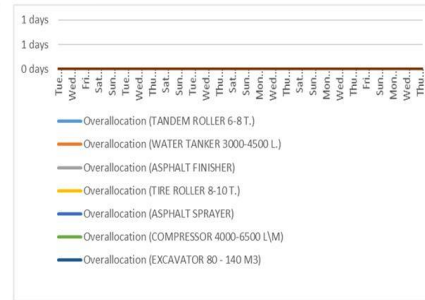 1 days
1 days
0 days
Tue.. Wed.. Fri.. Sat.. Sun.. Tue.. Wed.. Thu.. Sat.. Sun.. Tue.. Wed.. Thu.. Sat.. Sun.. Mon.. Wed.. Thu.. Sat.. Sun.. Mon.. Wed.. Thu.. Fri.. Sun.. Mon.. Wed.. Thu..
Overallocation (TANDEM ROLLER 6-8 T.)
Overallocation (WATER TANKER 3000-4500 L.)
Overallocation (ASPHALT FINISHER)
Overallocation (TIRE ROLLER 8-10 T.)
Overallocation (ASPHALT SPRAYER)
Overallocation (COMPRESSOR 4000-6500 L\M)
Overallocation (EXCAVATOR 80 - 140 M3)